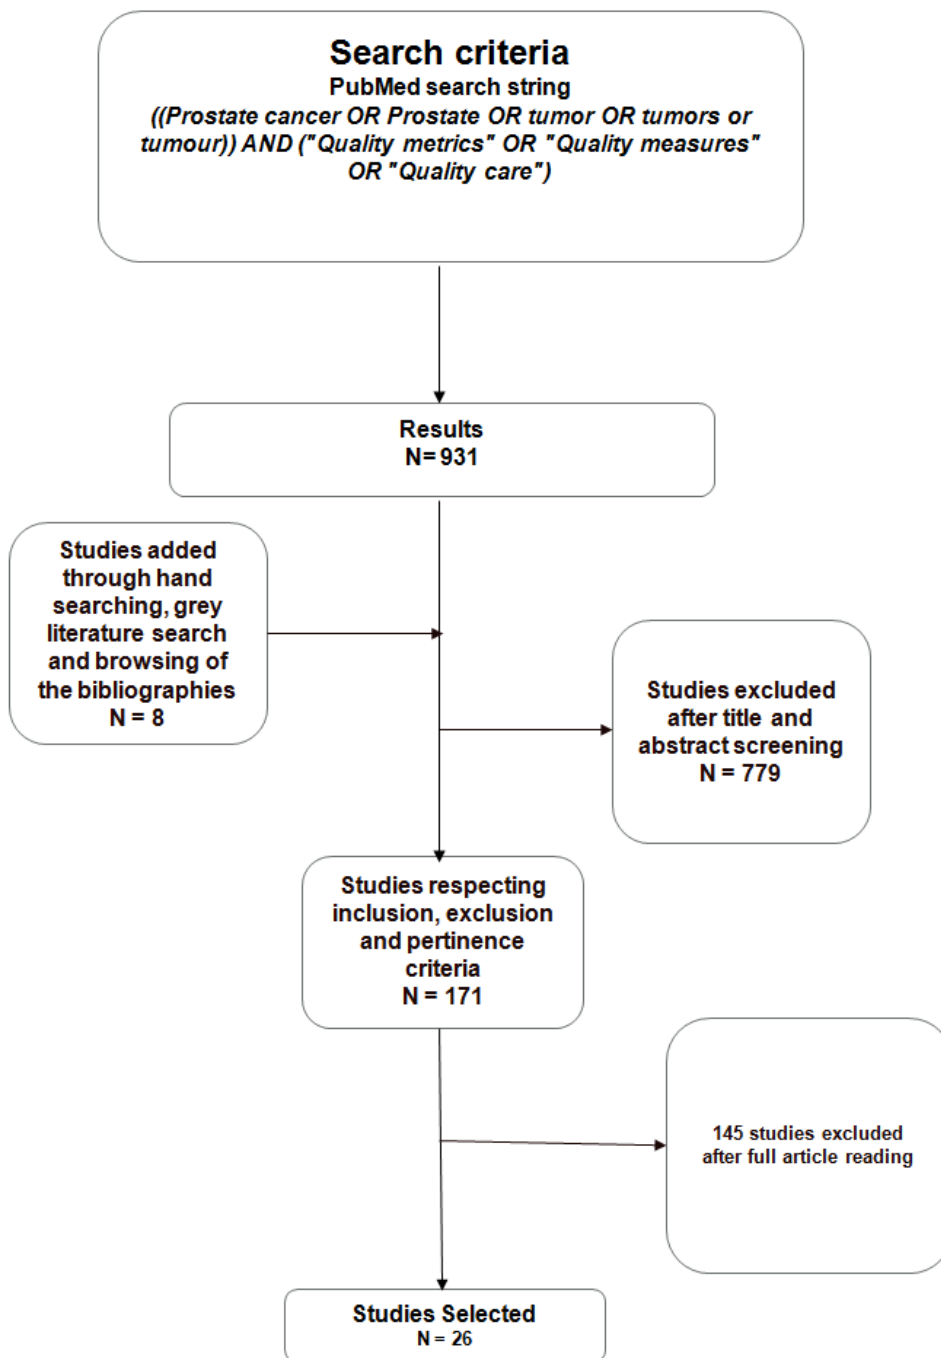 Search criteria
PubMed search string
((Prostate cancer OR Prostate OR tumor OR tumors or
tumour)) AND ("Quality metrics" OR "Quality measures"
OR "Quality care")
Results
N= 931
Studies added
through hand
searching, grey
literature search
and browsing of
the bibliographies
N = 8
Studies excluded
after title and
abstract screening
N = 779
Studies respecting
inclusion, exclusion
and pertinence
criteria
N = 171
145 studies excluded
after full article reading
Studies Selected
N = 26